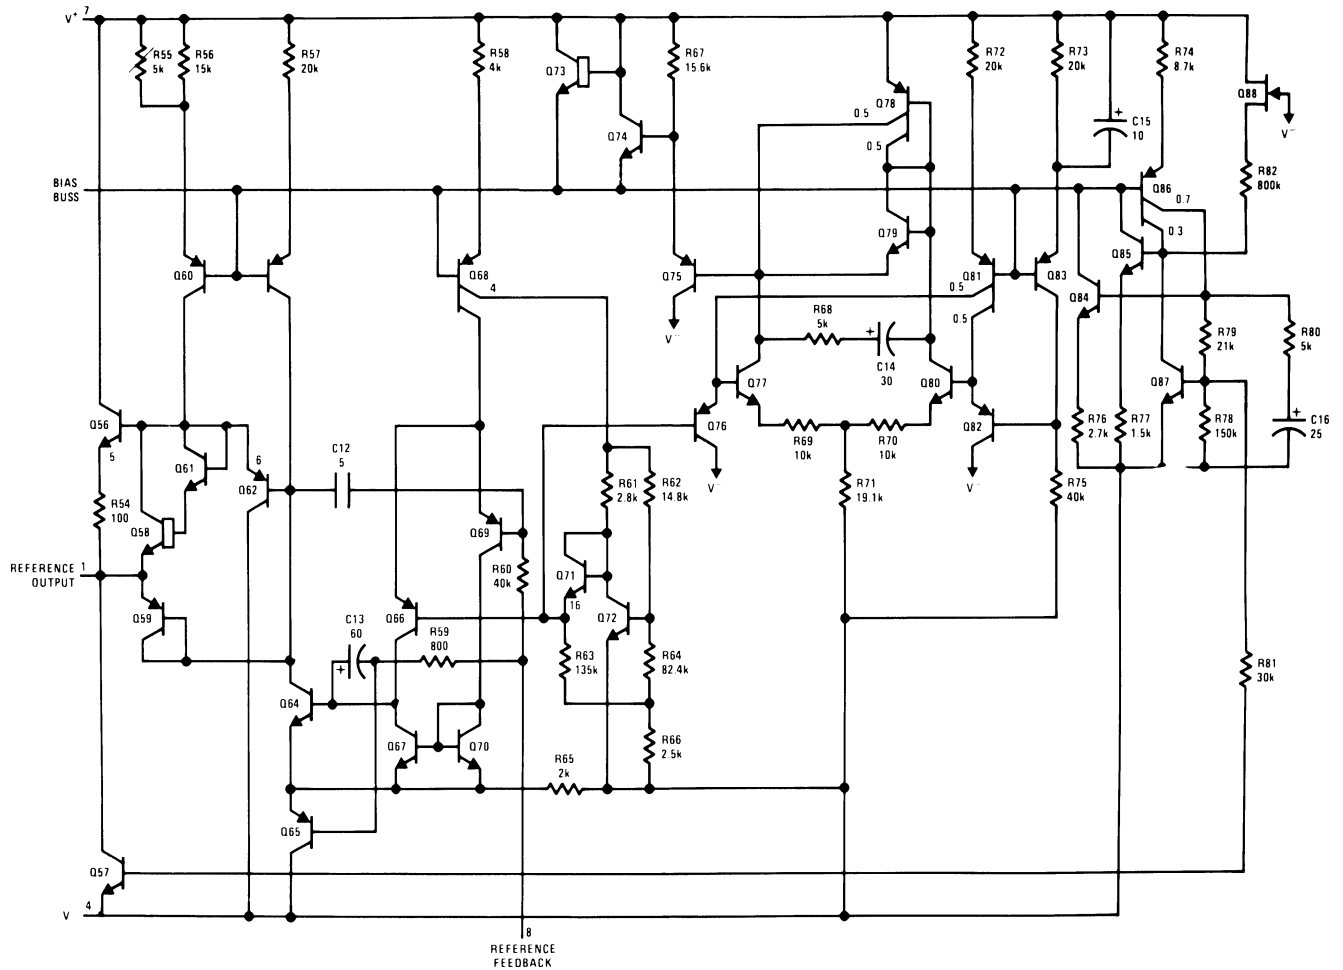 V+ 7
R55
5k
R56
15k
R57
20k
R58
4k
Q73
R67
15.6k
Q74
Q78
0.5
0.5
R72
20k
R73
20k
+
C15
10
R74
8.7k
Q88
V−
R82
800k
BIAS
BUSS
Q86
0.7
0.3
Q79
Q85
Q60
Q68
4
Q75
V−
Q81
0.5
0.5
Q83
Q84
R68
5k
+
C14
30
R79
21k
R80
5k
Q77
Q80
Q87
Q56
5
Q61
6
Q62
C12
5
Q76
V−
R69
10k
R70
10k
Q82
V−
R76
2.7k
R77
1.5k
R78
150k
+
C16
25
R54
100
Q58
Q69
R61
2.8k
R62
14.8k
R71
19.1k
R75
40k
REFERENCE 1
OUTPUT
R60
40k
Q71
16
Q59
Q66
Q72
C13
60
+
R59
800
R63
135k
R64
82.4k
R81
30k
Q64
Q67
Q70
R65
2k
R66
2.5k
Q65
Q57
4
V
8
REFERENCE
FEEDBACK